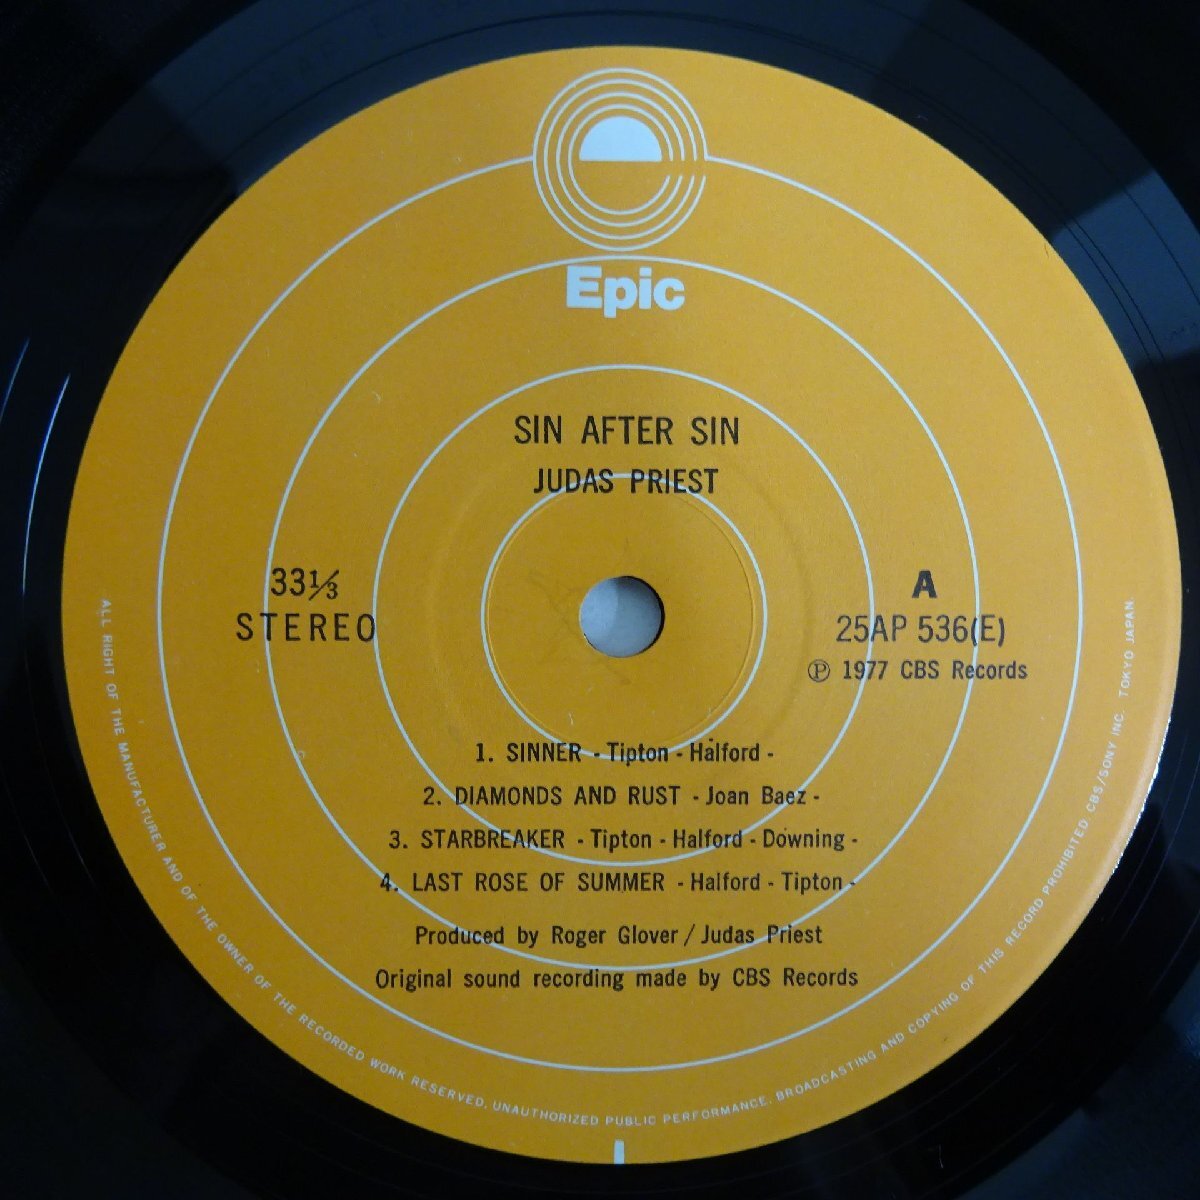 Epic
SIN AFTER SIN
JUDAS PRIEST
33⅓
STEREO
A
25AP 536(E)
Ⓟ 1977 CBS Records
1. SINNER - Tipton - Halford -
2. DIAMONDS AND RUST - Joan Baez -
3. STARBREAKER - Tipton - Halford - Downing -
4. LAST ROSE OF SUMMER - Halford - Tipton -
Produced by Roger Glover / Judas Priest
Original sound recording made by CBS Records
ALL RIGHT OF THE MANUFACTURER AND OF THE OWNER OF THE RECORDED WORK RESERVED. UNAUTHORIZED PUBLIC PERFORMANCE. BROADCASTING AND COPYING OF THIS RECORD PROHIBITED. CBS/SONY INC. TOKYO JAPAN.